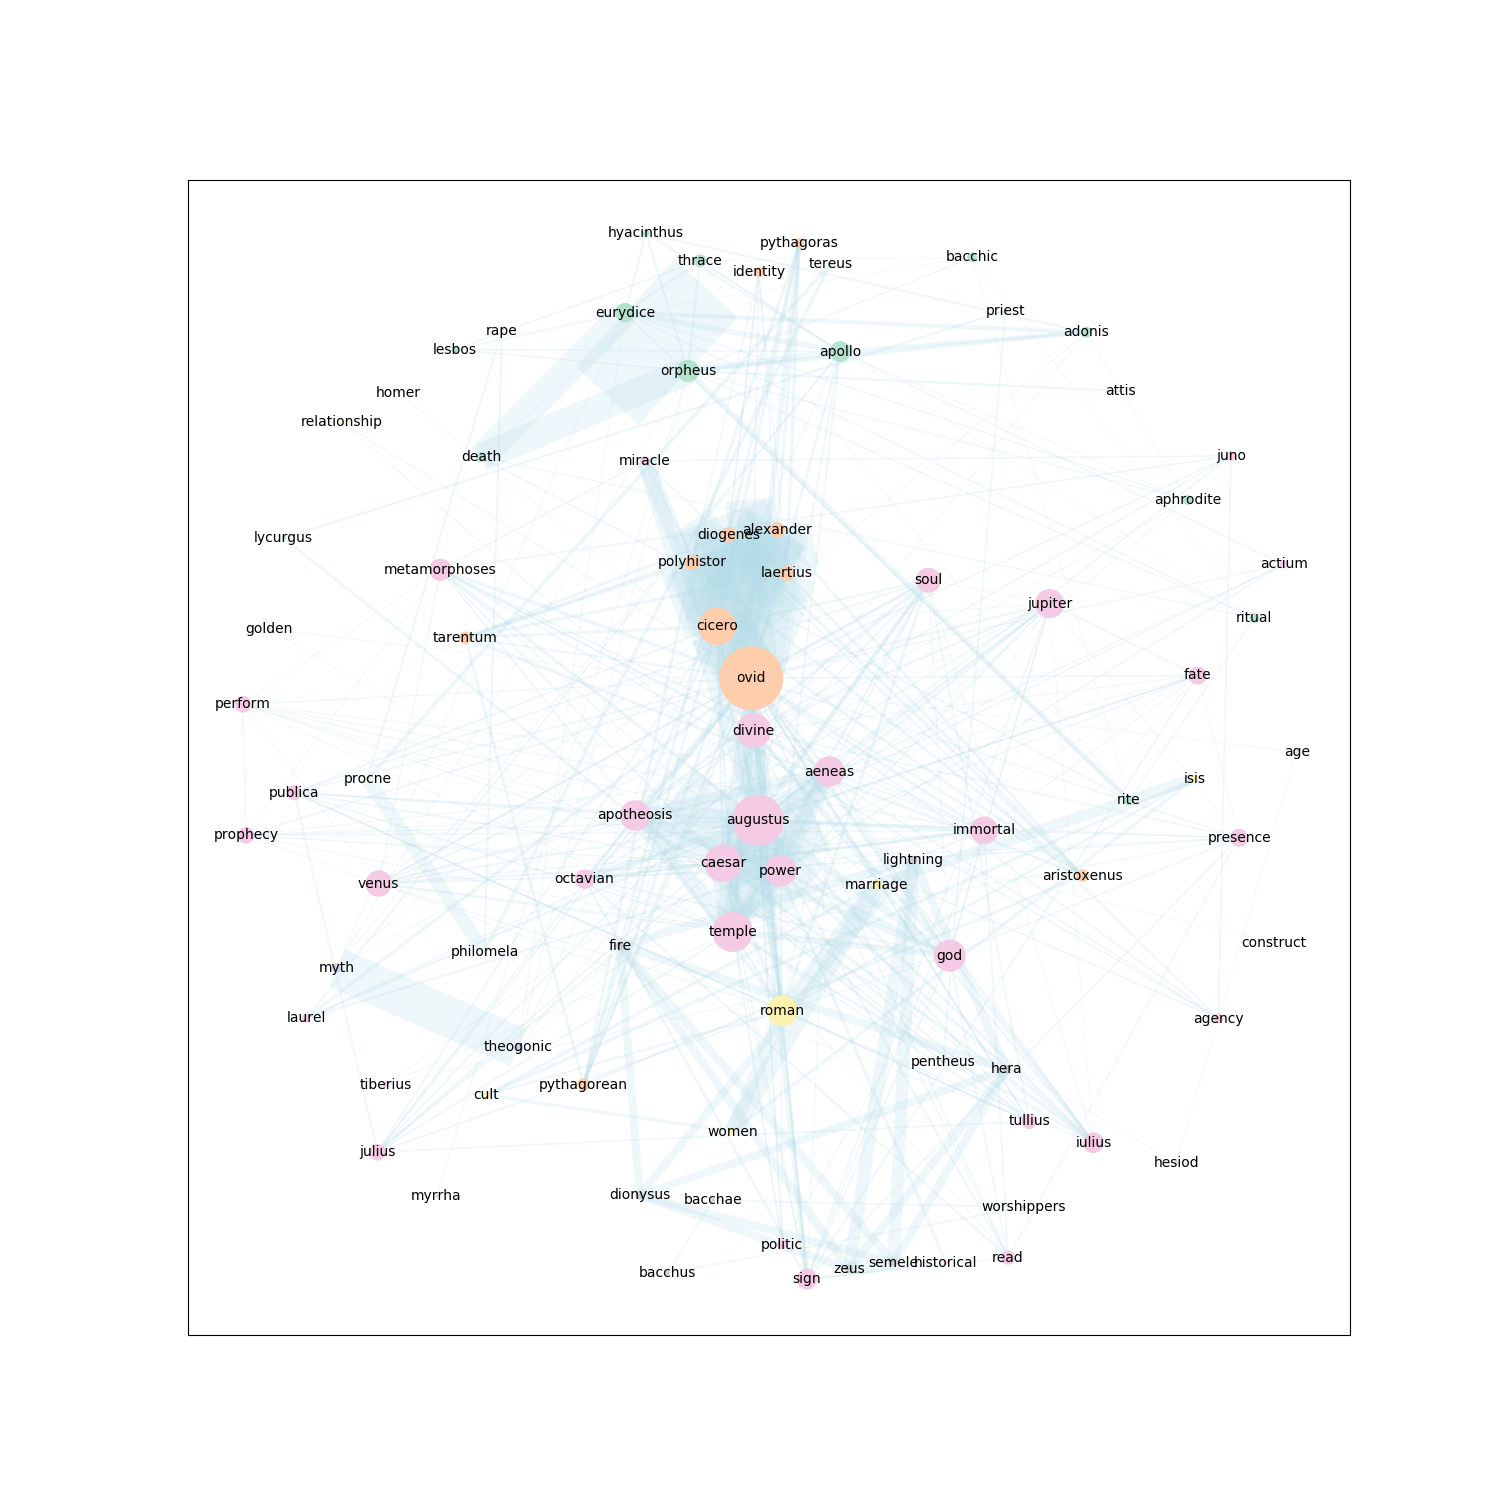 hyacinthus
pythagoras
thrace
identity
tereus
bacchic
eurydice
priest
rape
adonis
lesbos
apollo
orpheus
homer
attis
relationship
death
miracle
juno
aphrodite
lycurgus
diogenes
alexander
polyhistor
metamorphoses
laertius
soul
actium
jupiter
ritual
golden
cicero
tarentum
ovid
fate
perform
divine
age
procne
aeneas
isis
publica
rite
apotheosis
augustus
immortal
prophecy
presence
caesar
power
lightning
venus
octavian
marriage
aristoxenus
temple
fire
philomela
god
construct
myth
roman
laurel
agency
theogonic
pentheus
hera
tiberius
cult
pythagorean
women
tullius
iulius
julius
hesiod
myrrha
dionysus
bacchae
worshippers
politic
bacchus
sign
zeus
semele
historical
read